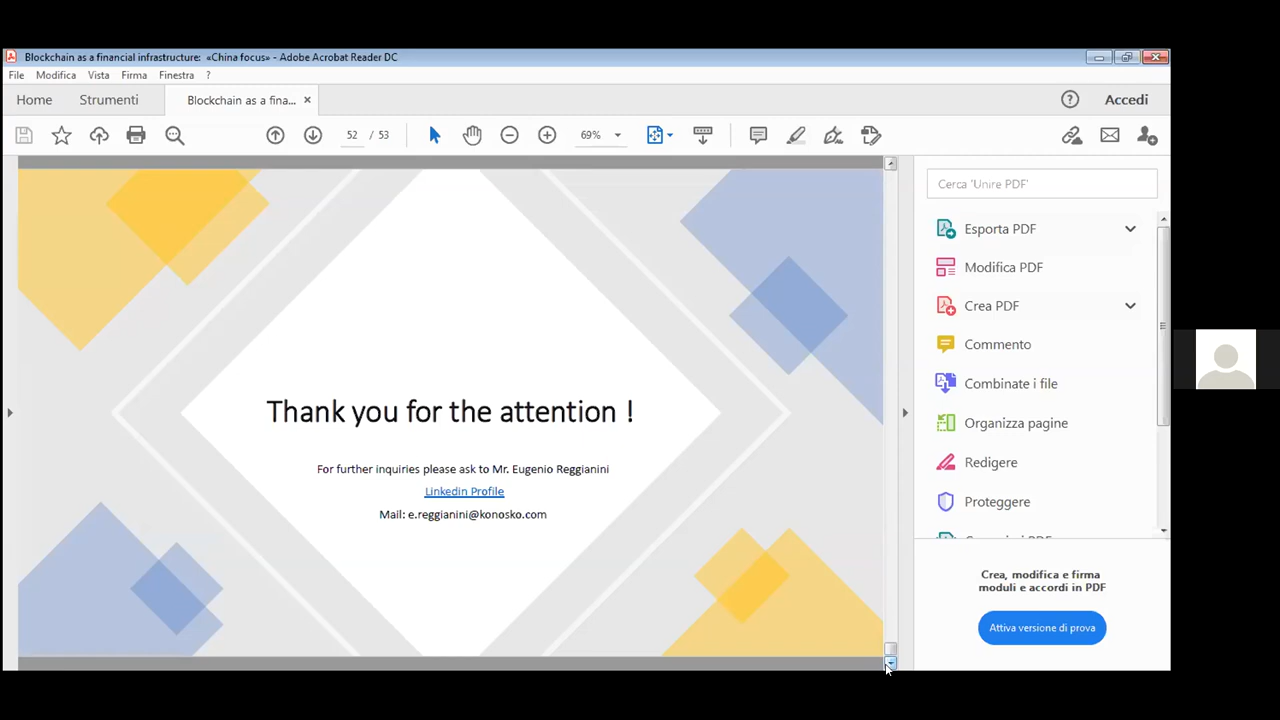 Blockchain as a financial infrastructure: «China focus» - Adobe Acrobat Reader DC
File Modifica Vista Firma Finestra ?
Home Strumenti Blockchain as a fina... × Accedi
52 / 53 69%
Cerca 'Unire PDF'
Esporta PDF
Modifica PDF
Crea PDF
Commento
Combinate i file
Organizza pagine
Redigere
Proteggere
Thank you for the attention !
For further inquiries please ask to Mr. Eugenio Reggianini
Linkedin Profile
Mail: e.reggianini@konosko.com
Crea, modifica e firma
moduli e accordi in PDF
Attiva versione di prova